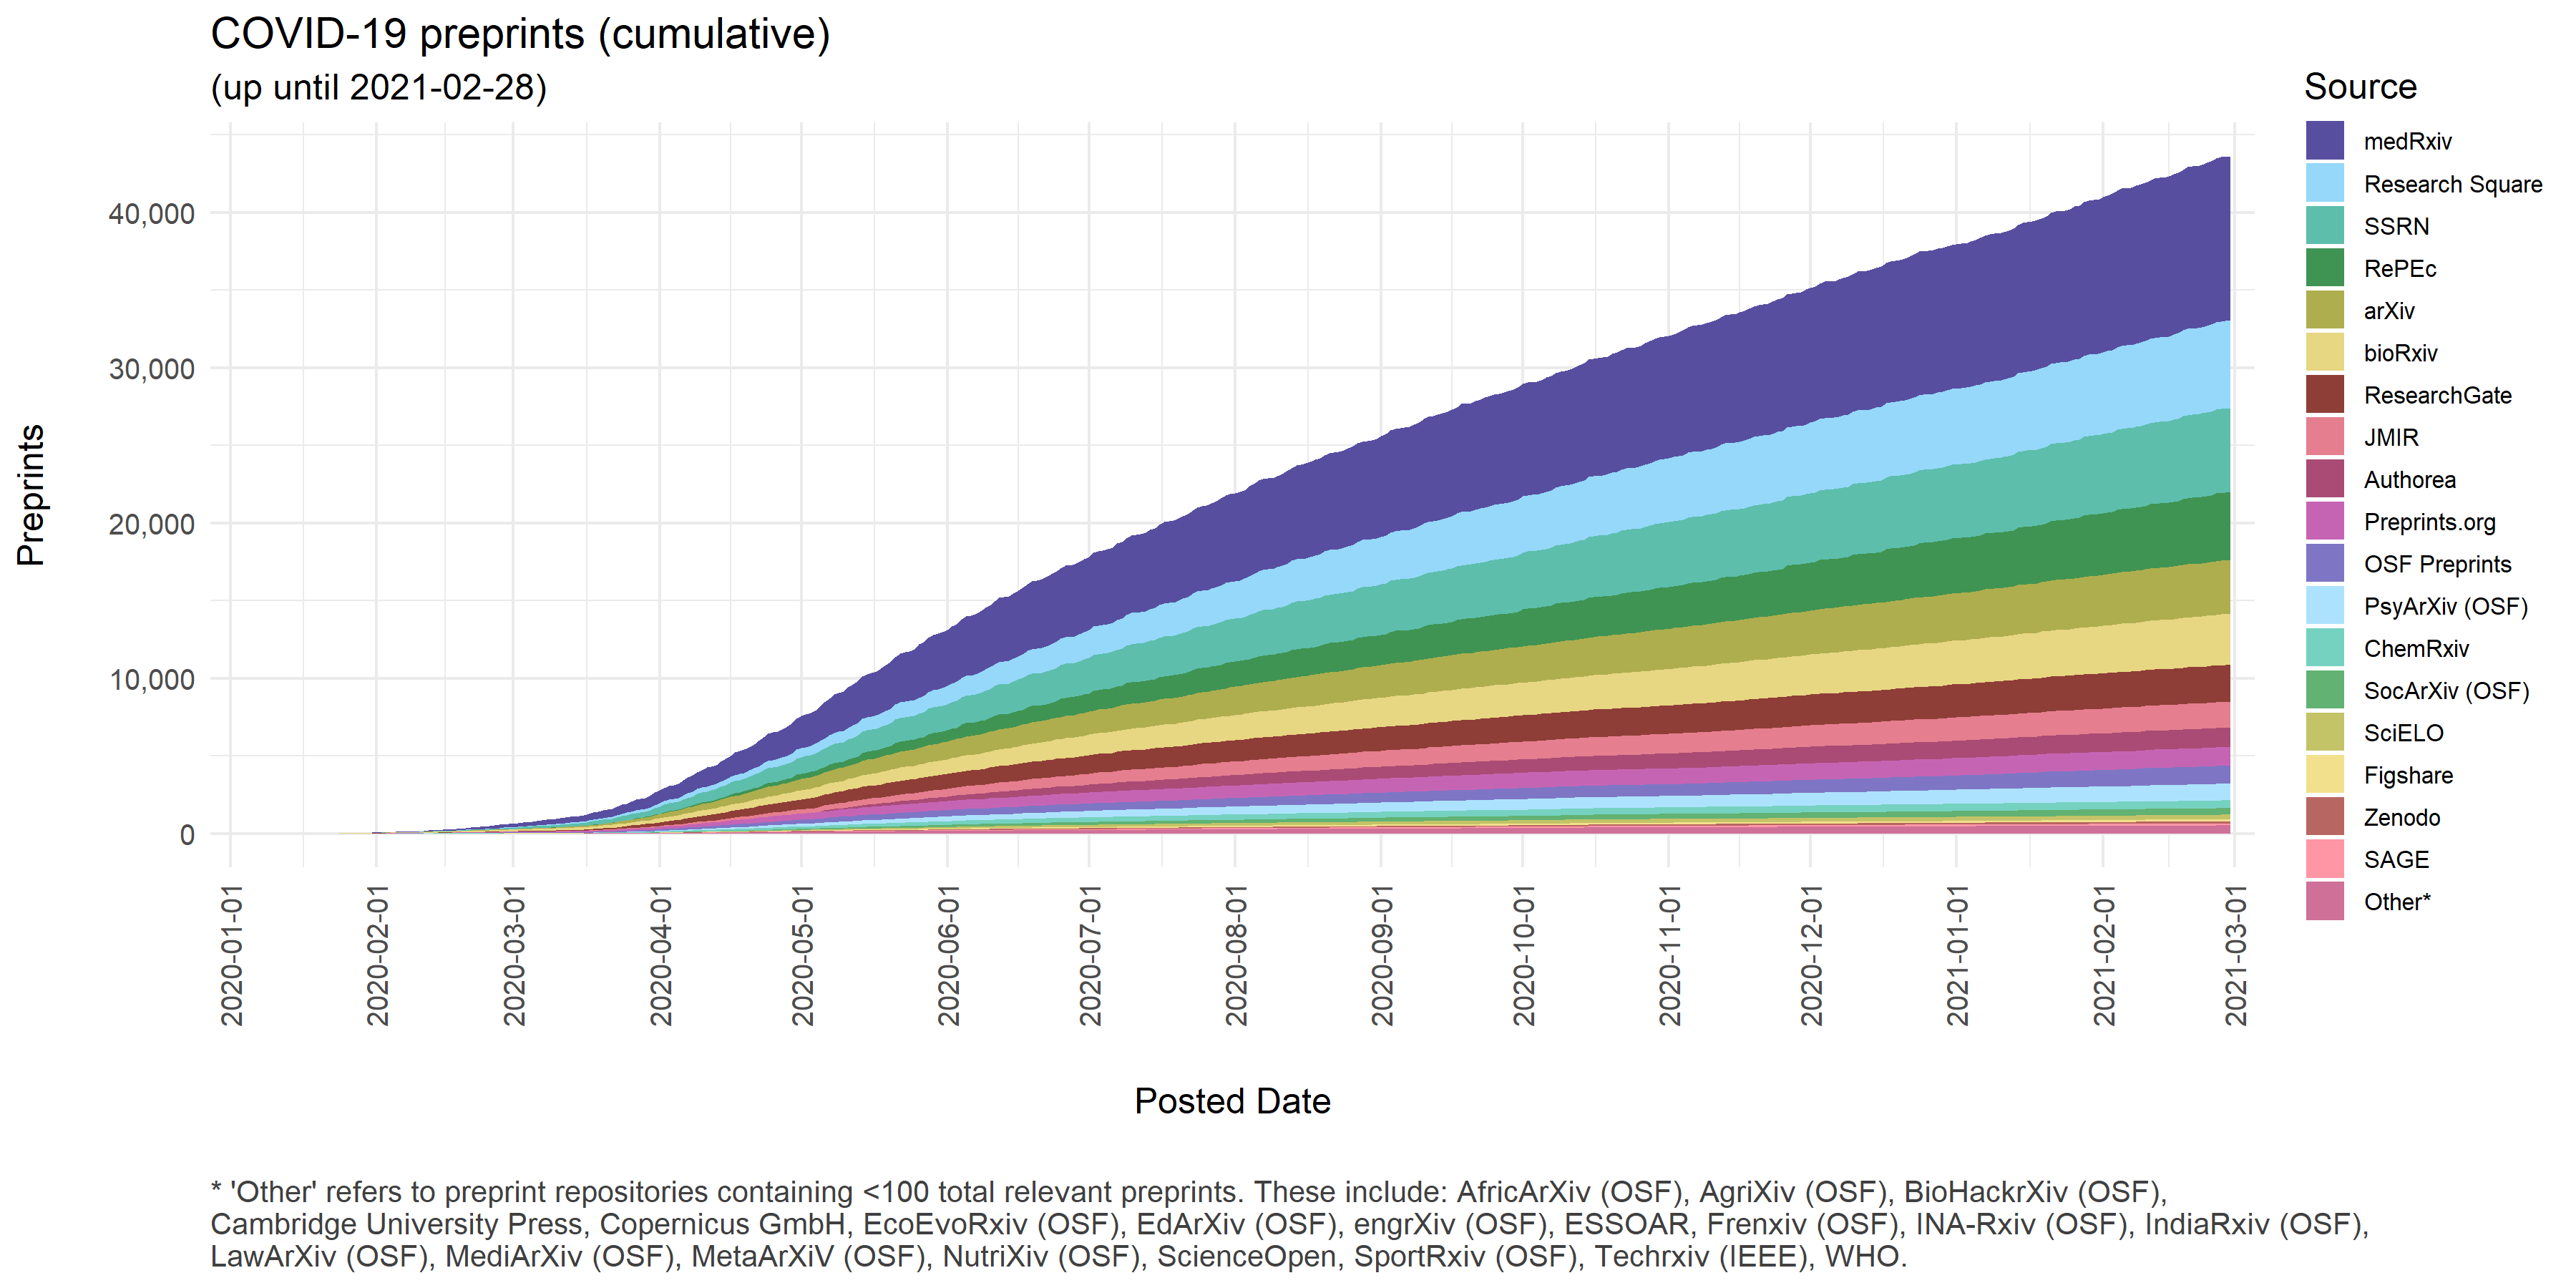 COVID-19 preprints (cumulative)
(up until 2021-02-28)
Preprints
40,000
30,000
20,000
10,000
0
2020-01-01
2020-02-01
2020-03-01
2020-04-01
2020-05-01
2020-06-01
2020-07-01
2020-08-01
2020-09-01
2020-10-01
2020-11-01
2020-12-01
2021-01-01
2021-02-01
2021-03-01
Posted Date
Source
medRxiv
Research Square
SSRN
RePEc
arXiv
bioRxiv
ResearchGate
JMIR
Authorea
Preprints.org
OSF Preprints
PsyArXiv (OSF)
ChemRxiv
SocArXiv (OSF)
SciELO
Figshare
Zenodo
SAGE
Other*
* 'Other' refers to preprint repositories containing <100 total relevant preprints. These include: AfricArXiv (OSF), AgriXiv (OSF), BioHackrXiv (OSF),
Cambridge University Press, Copernicus GmbH, EcoEvoRxiv (OSF), EdArXiv (OSF), engrXiv (OSF), ESSOAR, Frenxiv (OSF), INA-Rxiv (OSF), IndiaRxiv (OSF),
LawArXiv (OSF), MediArXiv (OSF), MetaArXiV (OSF), NutriXiv (OSF), ScienceOpen, SportRxiv (OSF), Techrxiv (IEEE), WHO.